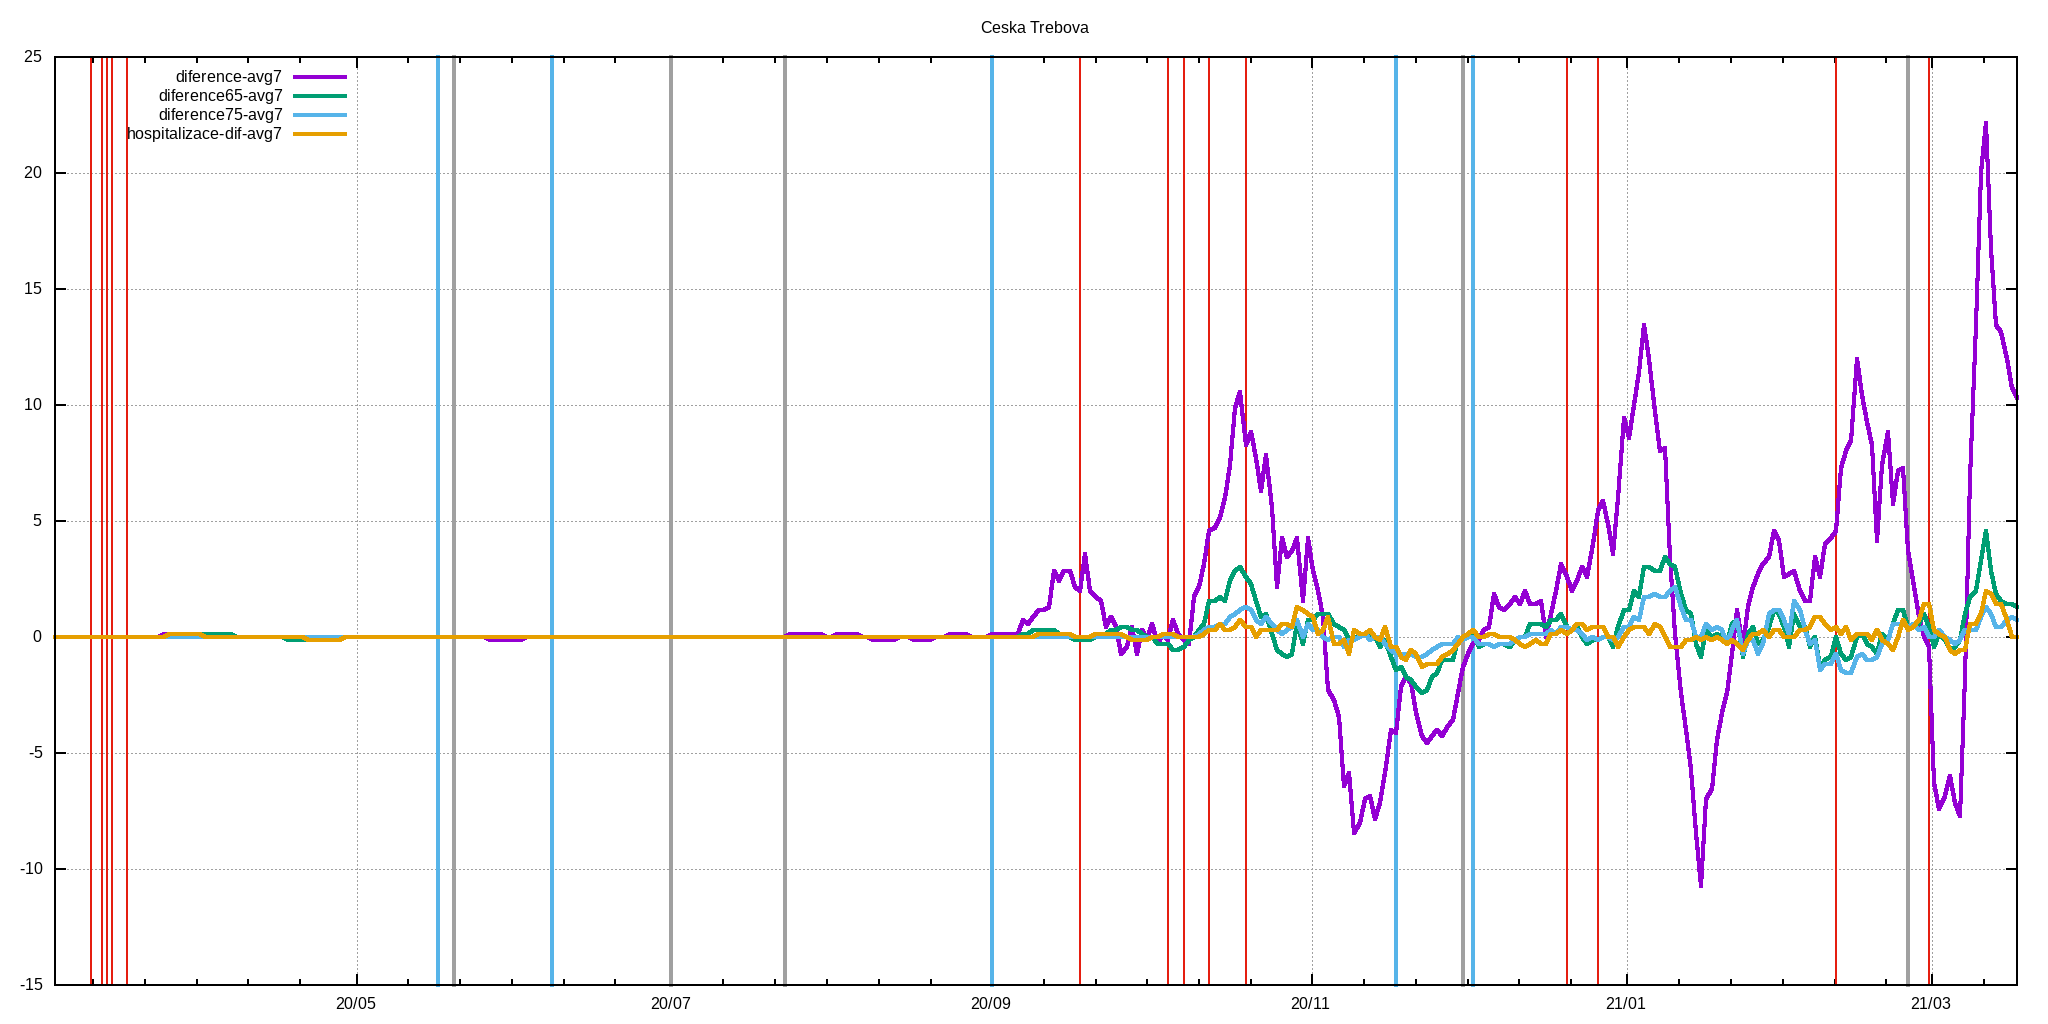 Ceska Trebova
25
20
15
10
5
0
-5
-10
-15
diference-avg7
diference65-avg7
diference75-avg7
hospitalizace-dif-avg7
20/05 20/07 20/09 20/11 21/01 21/03